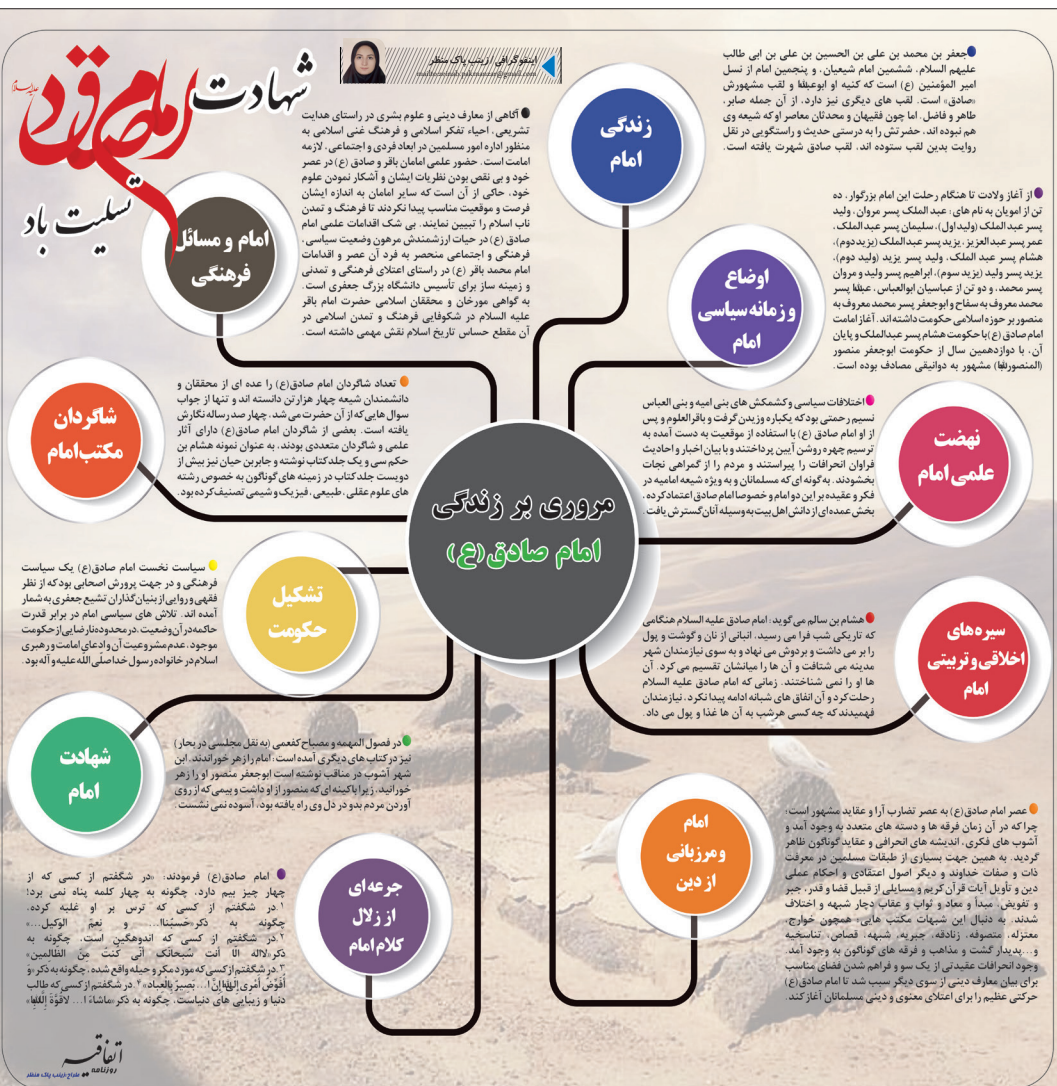 شهادت
امام صادق
علیه‌السلام
تسلیت باد
اینفوگرافی / زینب پاک منظر
جعفر بن محمد بن علی بن الحسین بن علی بن ابی طالب
علیهم السلام، ششمین امام شیعیان، و پنجمین امام از نسل
امیر المؤمنین (ع) است که کنیه او ابوعبدالله و لقب مشهورش
«صادق» است. لقب های دیگری نیز دارد، از آن جمله صابر،
طاهر و فاضل. اما چون فقیهان و محدثان معاصر او که شیعه وی
هم نبوده اند، حضرتش را به درستی حدیث و راستگویی در نقل
روایت بدین لقب ستوده اند، لقب صادق شهرت یافته است.
زندگی
امام
آگاهی از معارف دینی و علوم بشری در راستای هدایت
تشریعی، احیاء تفکر اسلامی و فرهنگ غنی اسلامی به
منظور اداره امور مسلمین در ابعاد فردی و اجتماعی، لازمه
امامت است. حضور علمی امامان باقر و صادق (ع) در عصر
خود و بی نقص بودن نظریات ایشان و آشکار نمودن علوم
خود، حاکی از آن است که سایر امامان به اندازه ایشان
فرصت و موقعیت مناسب پیدا نکردند تا فرهنگ و تمدن
ناب اسلام را تبیین نمایند. بی شک اقدامات علمی امام
صادق (ع) در حیات ارزشمندش مرهون وضعیت سیاسی،
فرهنگی و اجتماعی منحصر به فرد آن عصر و اقدامات
امام محمد باقر (ع) در راستای اعتلای فرهنگی و تمدنی
و زمینه ساز برای تأسیس دانشگاه بزرگ جعفری است.
به گواهی مورخان و محققان اسلامی حضرت امام باقر
علیه السلام در شکوفایی فرهنگ و تمدن اسلامی در
آن مقطع حساس تاریخ اسلام نقش مهمی داشته است.
امام و مسائل
فرهنگی
از آغاز ولادت تا هنگام رحلت این امام بزرگوار، ده
تن از امویان به نام های: عبد الملک پسر مروان، ولید
پسر عبدالملک (ولید اول)، سلیمان پسر عبدالملک،
عمر پسر عبدالعزیز، یزید پسر عبدالملک (یزید دوم)،
هشام پسر عبد الملک، ولید پسر یزید (ولید دوم)،
یزید پسر ولید (یزید سوم)، ابراهیم پسر ولید و مروان
پسر محمد، و دو تن از عباسیان ابوالعباس، عبدالله پسر
محمد معروف به سفاح و ابوجعفر پسر محمد معروف به
منصور بر حوزه اسلامی حکومت داشته اند. آغاز امامت
امام صادق (ع) با حکومت هشام پسر عبدالملک و پایان
آن، با دوازدهمین سال از حکومت ابوجعفر منصور
(المنصوربالله) مشهور به دوانیقی مصادف بوده است.
اوضاع
و زمانه سیاسی
امام
تعداد شاگردان امام صادق(ع) را عده ای از محققان و
دانشمندان شیعه چهار هزار تن دانسته اند و تنها از جواب
سوال هایی که از آن حضرت می شد، چهار صد رساله نگارش
یافته است. بعضی از شاگردان امام صادق(ع) دارای آثار
علمی و شاگردان متعددی بودند. به عنوان نمونه هشام بن
حکم سی و یک جلد کتاب نوشته و جابر بن حیان نیز بیش از
دویست جلد کتاب در زمینه های گوناگون به خصوص رشته
های علوم عقلی، طبیعی، فیزیک و شیمی تصنیف کرده بود.
شاگردان
مکتب امام
اختلافات سیاسی و کشمکش های بنی امیه و بنی العباس
نسیم رحمتی بود که یکباره وزیدن گرفت و باقرالعلوم و پس
از او امام صادق (ع) با استفاده از موقعیت به دست آمده به
ترسیم چهره روشن آیین پرداختند و با بیان اخبار و احادیث
فراوان انحرافات را پیراستند و مردم را از گمراهی نجات
بخشودند. به گونه ای که مسلمانان و به ویژه شیعه امامیه در
فکر و عقیده بر این دو امام و خصوصا امام صادق اعتماد کرده،
بخش عمده ای از دانش اهل بیت به وسیله آنان گسترش یافت.
نهضت
علمی امام
مروری بر زندگی
امام صادق (ع)
سیاست نخست امام صادق(ع) یک سیاست
فرهنگی و در جهت پرورش اصحابی بود که از نظر
فقهی و روایی از بنیان گذاران تشیع جعفری به شمار
آمده اند. تلاش های سیاسی امام در برابر قدرت
حاکمه در آن وضعیت، در محدوده نارضایی از حکومت
موجود، عدم مشروعیت آن و ادعای امامت و رهبری
اسلام در خانواده رسول خدا صلّی الله علیه و آله بود.
تشکیل
حکومت
هشام بن سالم می گوید: امام صادق علیه السلام هنگامی
که تاریکی شب فرا می رسید، انبانی از نان و گوشت و پول
را بر می داشت و بردوش می نهاد و به سوی نیازمندان شهر
مدینه می شتافت و آن ها را میانشان تقسیم می کرد. آن
ها او را نمی شناختند. زمانی که امام صادق علیه السلام
رحلت کرد و آن انفاق های شبانه ادامه پیدا نکرد، نیازمندان
فهمیدند که چه کسی هرشب به آن ها غذا و پول می داد.
سیره های
اخلاقی و تربیتی
امام
در فصول المهمه و مصباح کفعمی (به نقل مجلسی در بحار)
نیز در کتاب های دیگری آمده است: امام را زهر خوراندند. ابن
شهر آشوب در مناقب نوشته است ابوجعفر منصور او را زهر
خورانید، زیرا با کینه ای که منصور از او داشت و بیمی که از روی
آوردن مردم بدو در دل وی راه یافته بود، آسوده نمی نشست.
شهادت
امام
عصر امام صادق(ع) به عصر تضارب آرا و عقاید مشهور است؛
چرا که در آن زمان فرقه ها و دسته های متعدد به وجود آمد و
آشوب های فکری، اندیشه های انحرافی و عقاید گوناگون ظاهر
گردید. به همین جهت بسیاری از طبقات مسلمین در معرفت
ذات و صفات خداوند و دیگر اصول اعتقادی و احکام عملی
دین و تأویل آیات قرآن کریم و مسایلی از قبیل قضا و قدر، جبر
و تفویض، مبدأ و معاد و ثواب و عقاب دچار شبهه و اختلاف
شدند. به دنبال این شبهات مکتب هایی؛ همچون خوارج،
معتزله، متصوفه، زنادقه، جبریه، شبهه، قصاص، تناسخیه
و... پدیدار گشت و مذاهب و فرقه های گوناگون به وجود آمد.
وجود انحرافات عقیدتی از یک سو و فراهم شدن فضای مناسب
برای بیان معارف دینی از سوی دیگر سبب شد تا امام صادق(ع)
حرکتی عظیم را برای اعتلای معنوی و دینی مسلمانان آغاز کند.
امام
و مرزبانی
از دین
امام صادق(ع) فرمودند: «در شگفتم از کسی که از
چهار چیز بیم دارد، چگونه به چهار کلمه پناه نمی برد؛
۱.در شگفتم از کسی که ترس بر او غلبه کرده،
چگونه به ذکر«حَسبُنا... و نِعمَ الوَکیل...»
۲.در شگفتم از کسی که اندوهگین است، چگونه به
ذکر«لااله الّا اَنت سُبحانَک اِنّی کُنت مِنَ الظّالِمین»
۳.در شگفتم از کسی که مورد مکر و حیله واقع شده، چگونه به ذکر«وَ
اُفَوِّضُ اَمْری اِلَی‌الله اِنَّ ا... بَصیرٌ بِالعِباد» ۴.در شگفتم از کسی که طالب
دنیا و زیبایی های دنیاست، چگونه به ذکر «ماشاءَ ا... لاقُوَّةَ اِلّا بِالله»
جرعه ای
از زلال
کلام امام
اتفاقیه
روزنامه
طراح:زینب پاک منظر